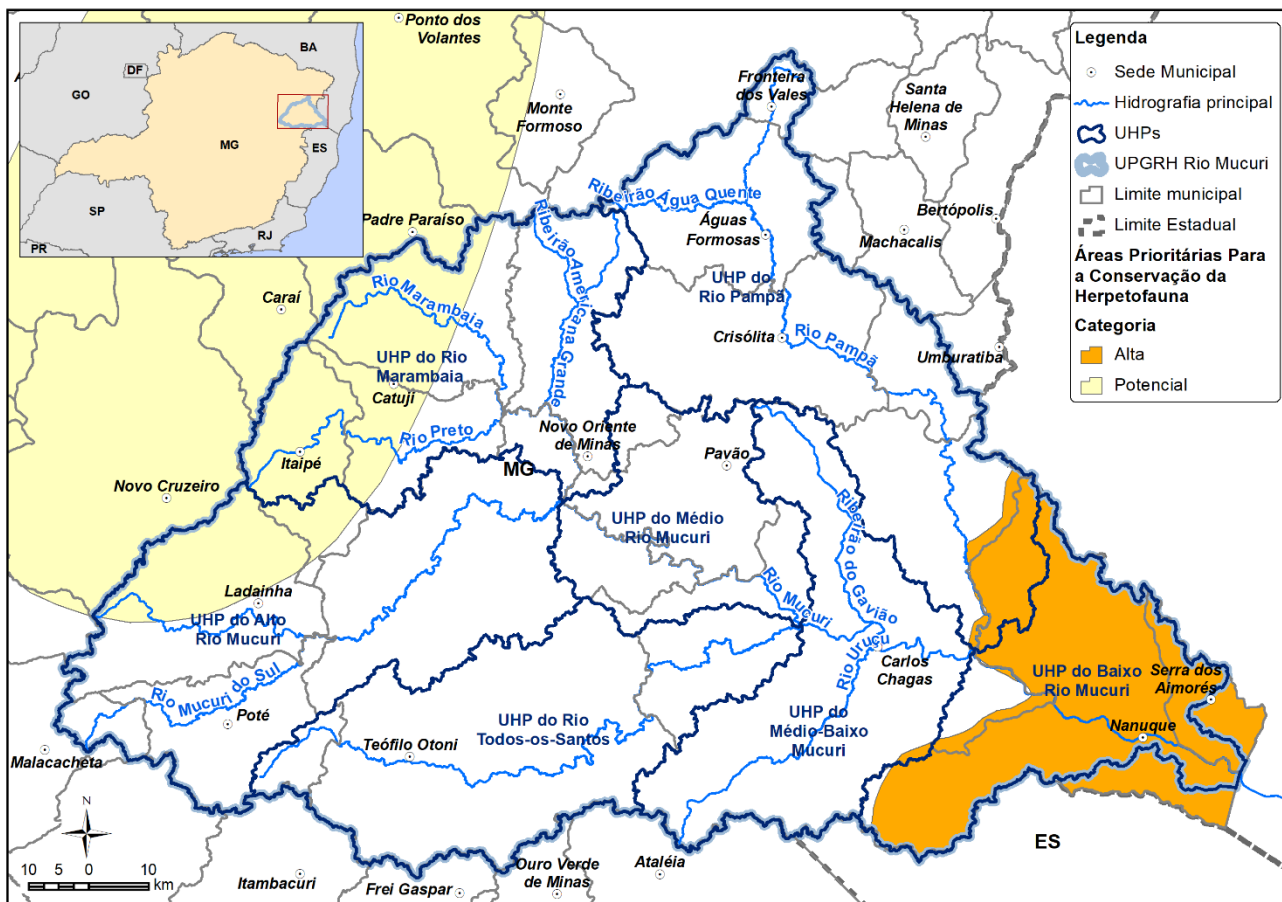 Ponto dos
Volantes
BA
DF
GO
MG
ES
SP
RJ
PR
Legenda
Sede Municipal
Hidrografia principal
UHPs
UPGRH Rio Mucuri
Limite municipal
Limite Estadual
Áreas Prioritárias Para
a Conservação da
Herpetofauna
Categoria
Alta
Potencial
Fronteira
dos Vales
Santa
Helena de
Minas
Monte
Formoso
Ribeirão Água Quente
Padre Paraíso
Águas
Formosas
Bertópolis
Machacalis
Ribeirão Americana Grande
Rio Marambaia
Caraí
UHP do
Rio Pampã
Crisólita
Rio Pampã
Umburatiba
UHP do Rio
Marambaia
Catuji
Rio Preto
Novo Oriente
de Minas
MG
Pavão
Itaipé
Novo Cruzeiro
UHP do Médio
Rio Mucuri
Ribeirão do Gavião
Rio Mucuri
Rio Uruçu
Ladainha
UHP do Alto
Rio Mucuri
Carlos
Chagas
UHP do Baixo
Rio Mucuri
Serra dos
Aimorés
Rio Mucuri do Sul
Poté
UHP do Rio
Todos-os-Santos
UHP do
Médio-Baixo
Mucuri
Nanuque
Teófilo Otoni
Malacacheta
N
ES
Ouro Verde
de Minas
Ataléia
Itambacuri
Frei Gaspar
10 5 0 10
km